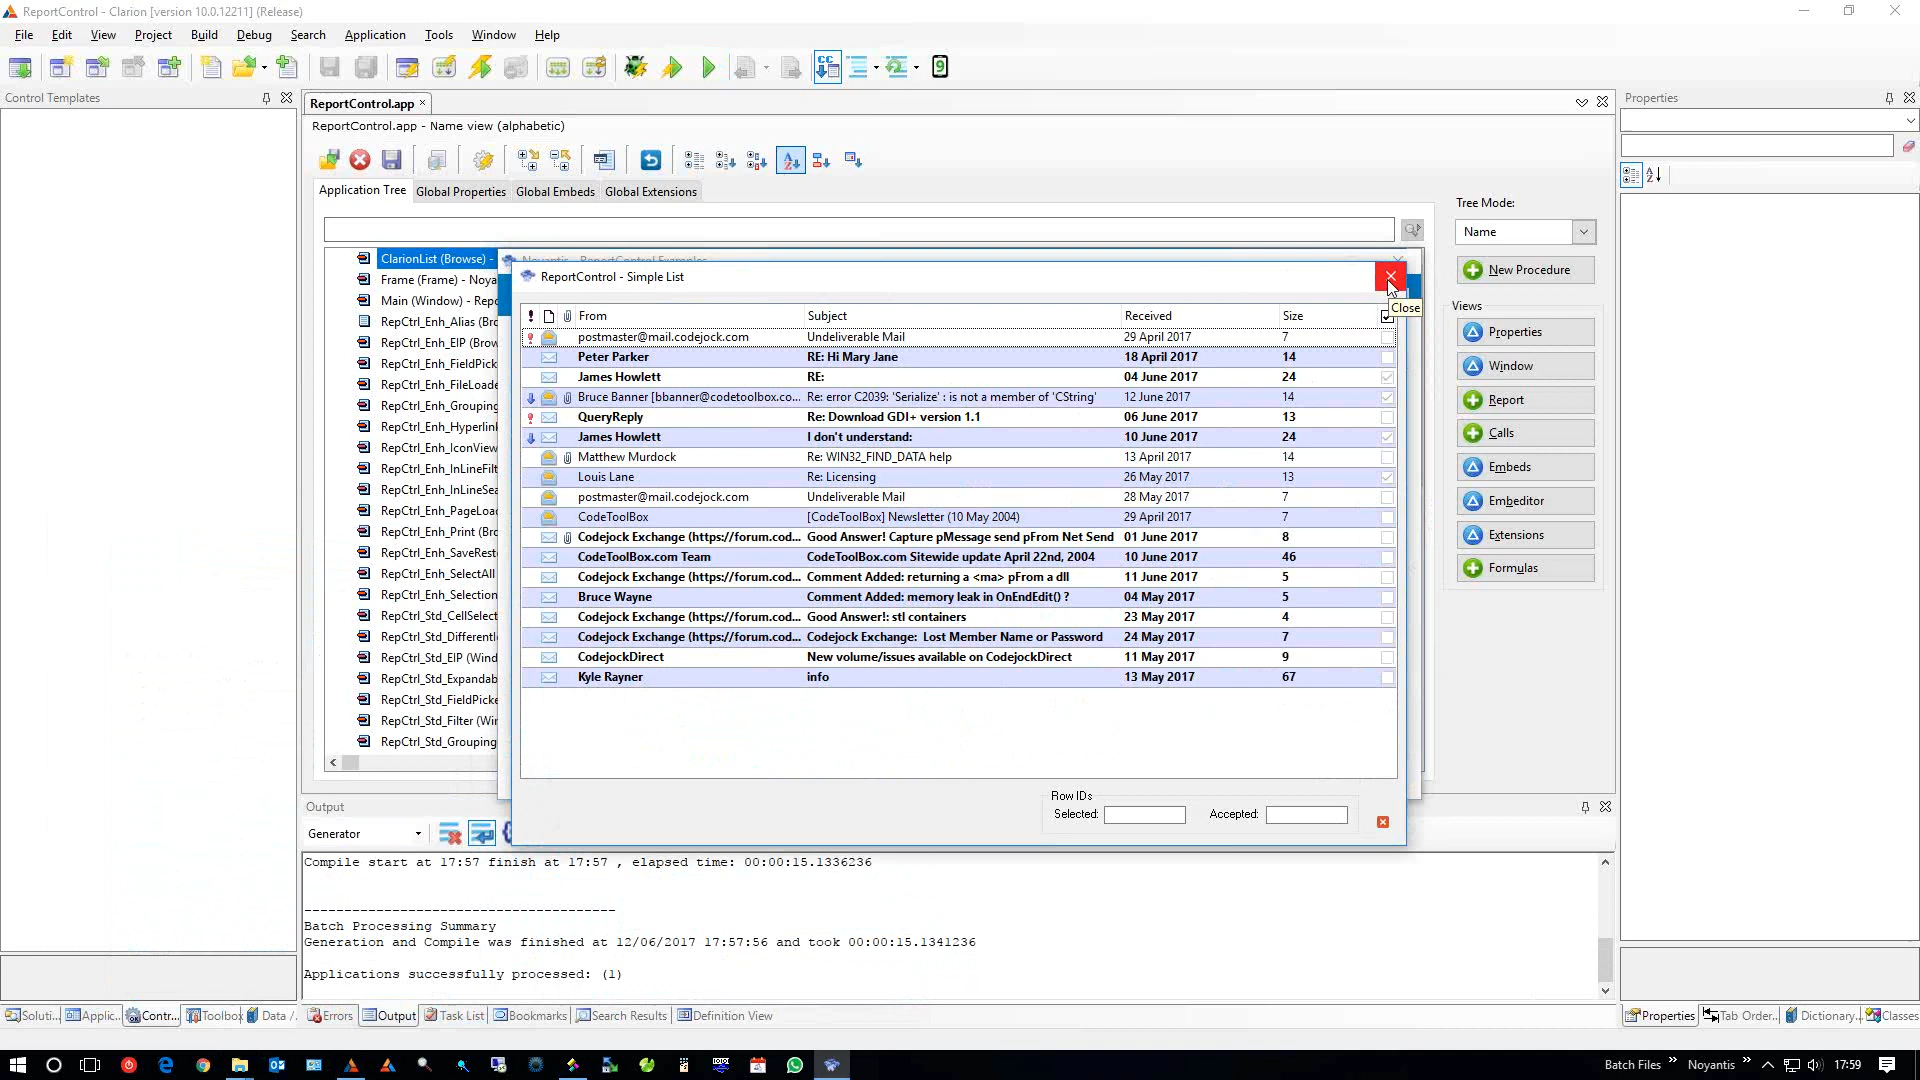 ReportControl - Clarion [version 10.0.12211] (Release)
File Edit View Project Build Debug Search Application Tools Window Help
Control Templates
ReportControl.app
Properties
ReportControl.app - Name view (alphabetic)
Application Tree Global Properties Global Embeds Global Extensions
Tree Mode:
Name
New Procedure
Views
Properties
Window
Report
Calls
Embeds
Embeditor
Extensions
Formulas
ClarionList (Browse) -
Frame (Frame) - Noya
Main (Window) - Repo
RepCtrl_Enh_Alias (Bro
RepCtrl_Enh_EIP (Brow
RepCtrl_Enh_FieldPick
RepCtrl_Enh_FileLoade
RepCtrl_Enh_Grouping
RepCtrl_Enh_Hyperlink
RepCtrl_Enh_IconView
RepCtrl_Enh_InLineFilt
RepCtrl_Enh_InLineSea
RepCtrl_Enh_PageLoad
RepCtrl_Enh_Print (Bro
RepCtrl_Enh_SaveRest
RepCtrl_Enh_SelectAll
RepCtrl_Enh_Selection
RepCtrl_Std_CellSelect
RepCtrl_Std_Differentl
RepCtrl_Std_EIP (Wind
RepCtrl_Std_Expandab
RepCtrl_Std_FieldPicke
RepCtrl_Std_Filter (Win
RepCtrl_Std_Grouping
Noyantis - ReportControl Examples
ReportControl - Simple List
Close
From Subject Received Size
postmaster@mail.codejock.com Undeliverable Mail 29 April 2017 7
Peter Parker RE: Hi Mary Jane 18 April 2017 14
James Howlett RE: 04 June 2017 24
Bruce Banner [bbanner@codetoolbox.co... Re: error C2039: 'Serialize' : is not a member of 'CString' 12 June 2017 14
QueryReply Re: Download GDI+ version 1.1 06 June 2017 13
James Howlett I don't understand: 10 June 2017 24
Matthew Murdock Re: WIN32_FIND_DATA help 13 April 2017 14
Louis Lane Re: Licensing 26 May 2017 13
postmaster@mail.codejock.com Undeliverable Mail 28 May 2017 7
CodeToolBox [CodeToolBox] Newsletter (10 May 2004) 29 April 2017 7
Codejock Exchange (https://forum.cod... Good Answer! Capture pMessage send pFrom Net Send 01 June 2017 8
CodeToolBox.com Team CodeToolBox.com Sitewide update April 22nd, 2004 10 June 2017 46
Codejock Exchange (https://forum.cod... Comment Added: returning a <ma> pFrom a dll 11 June 2017 5
Bruce Wayne Comment Added: memory leak in OnEndEdit() ? 04 May 2017 5
Codejock Exchange (https://forum.cod... Good Answer!: stl containers 23 May 2017 4
Codejock Exchange (https://forum.cod... Codejock Exchange: Lost Member Name or Password 24 May 2017 7
CodejockDirect New volume/issues available on CodejockDirect 11 May 2017 9
Kyle Rayner info 13 May 2017 67
Row IDs
Selected: Accepted:
Output
Generator
Compile start at 17:57 finish at 17:57 , elapsed time: 00:00:15.1336236
---------------------------------------
Batch Processing Summary
Generation and Compile was finished at 12/06/2017 17:57:56 and took 00:00:15.1341236
Applications successfully processed: (1)
Soluti... Applic... Contr... Toolbox Data /. Errors Output Task List Bookmarks Search Results Definition View Properties Tab Order.. Dictionary.. Classes
Batch Files Noyantis 17:59